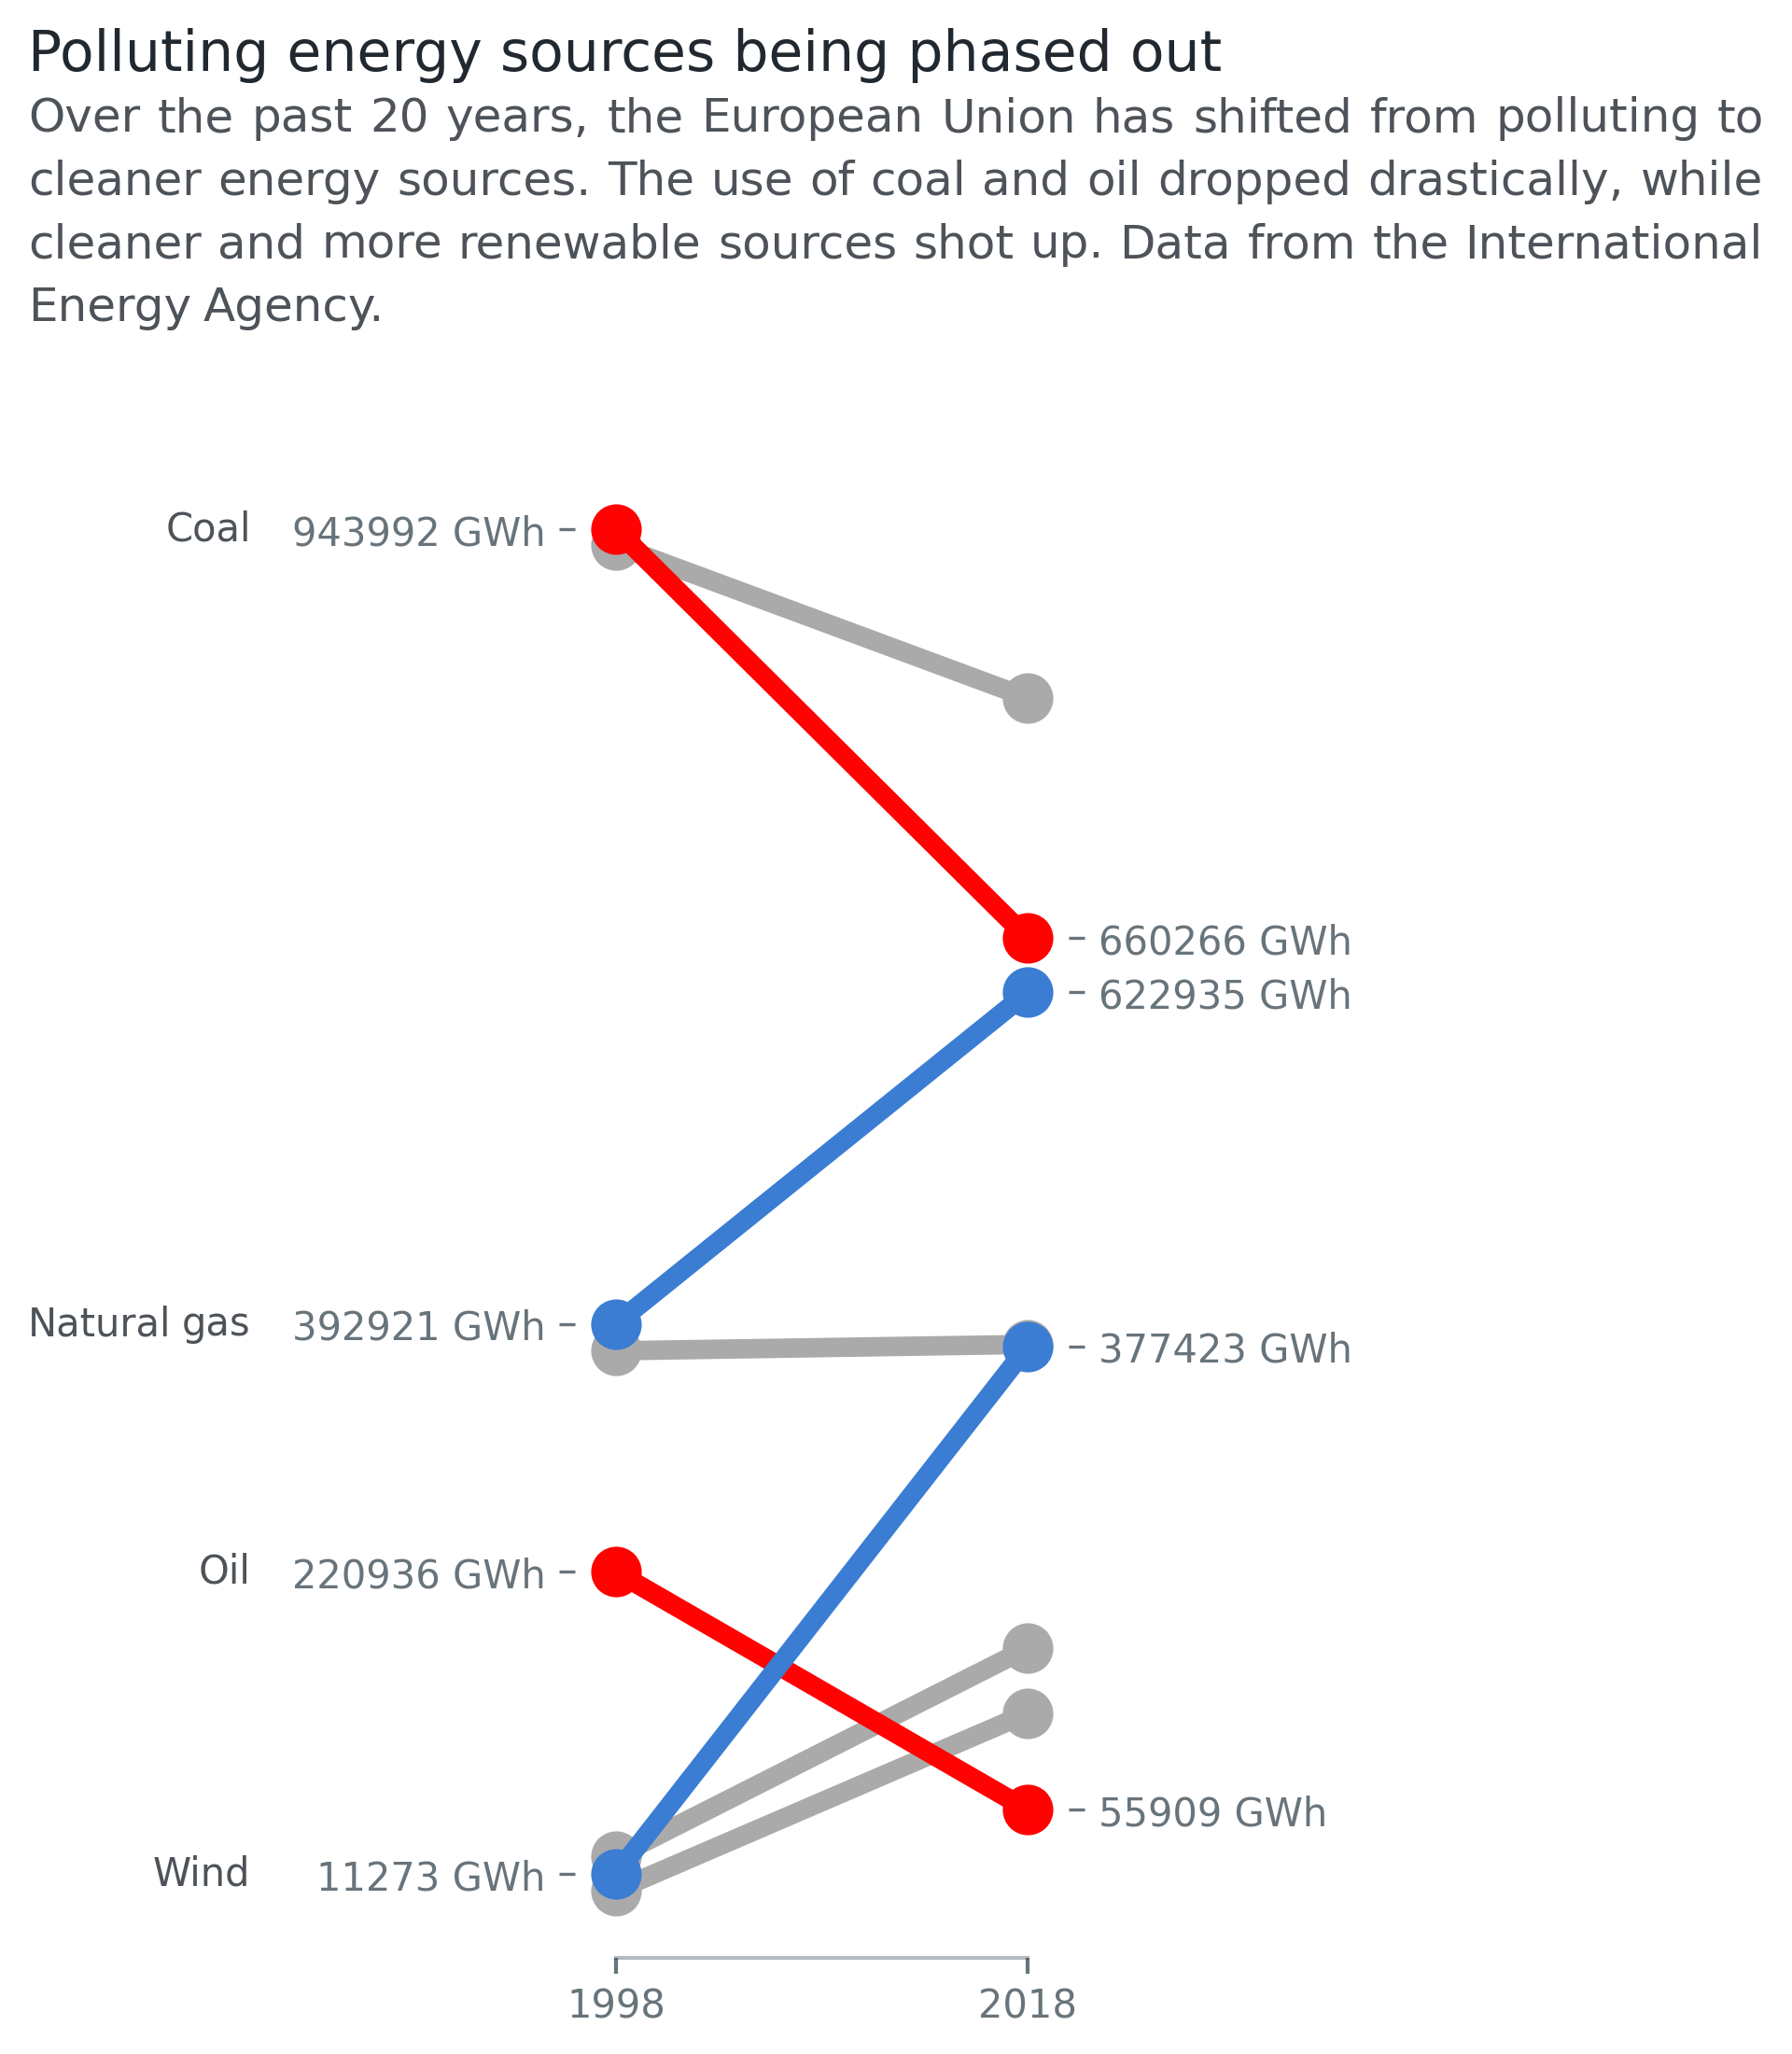 Polluting energy sources being phased out
Over the past 20 years, the European Union has shifted from polluting to
cleaner energy sources. The use of coal and oil dropped drastically, while
cleaner and more renewable sources shot up. Data from the International
Energy Agency.
Coal 943992 GWh
660266 GWh
622935 GWh
Natural gas 392921 GWh
377423 GWh
Oil 220936 GWh
55909 GWh
Wind 11273 GWh
1998 2018